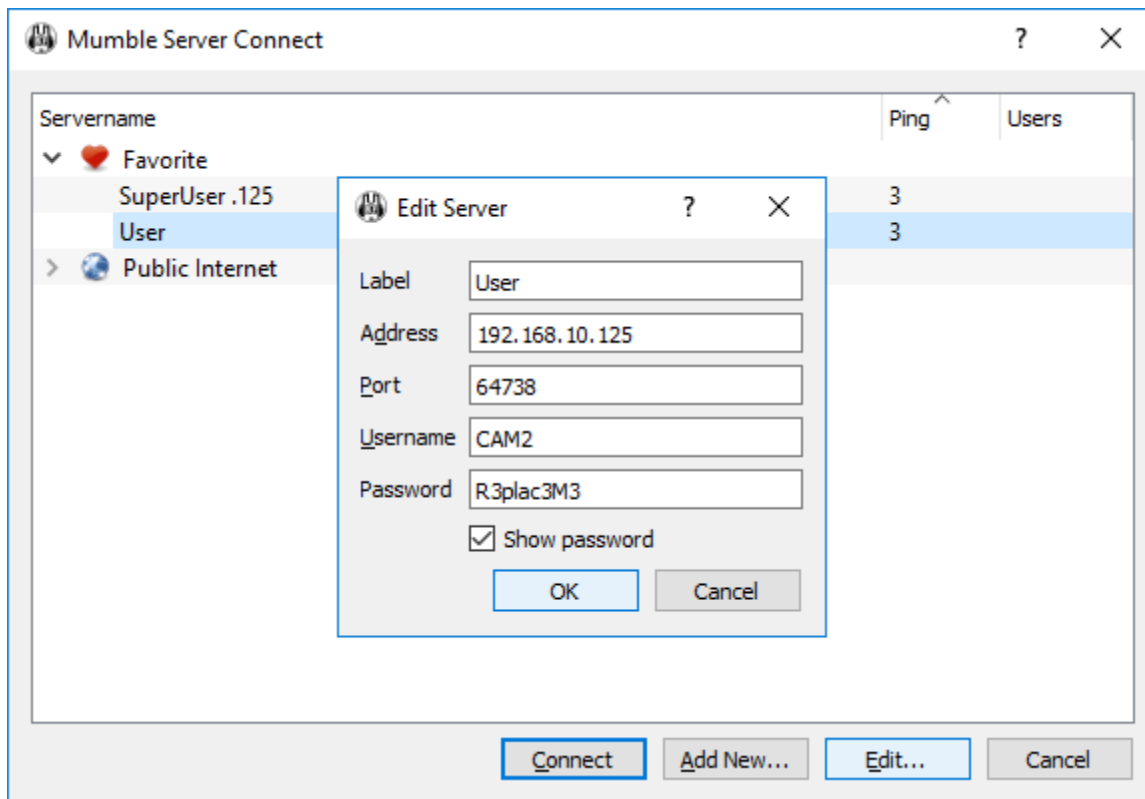 Mumble Server Connect
?
Servername Ping Users
Favorite
SuperUser .125 3
User 3
Public Internet
Edit Server ?
Label User
Address 192.168.10.125
Port 64738
Username CAM2
Password R3plac3M3
Show password
OK Cancel
Connect Add New... Edit... Cancel